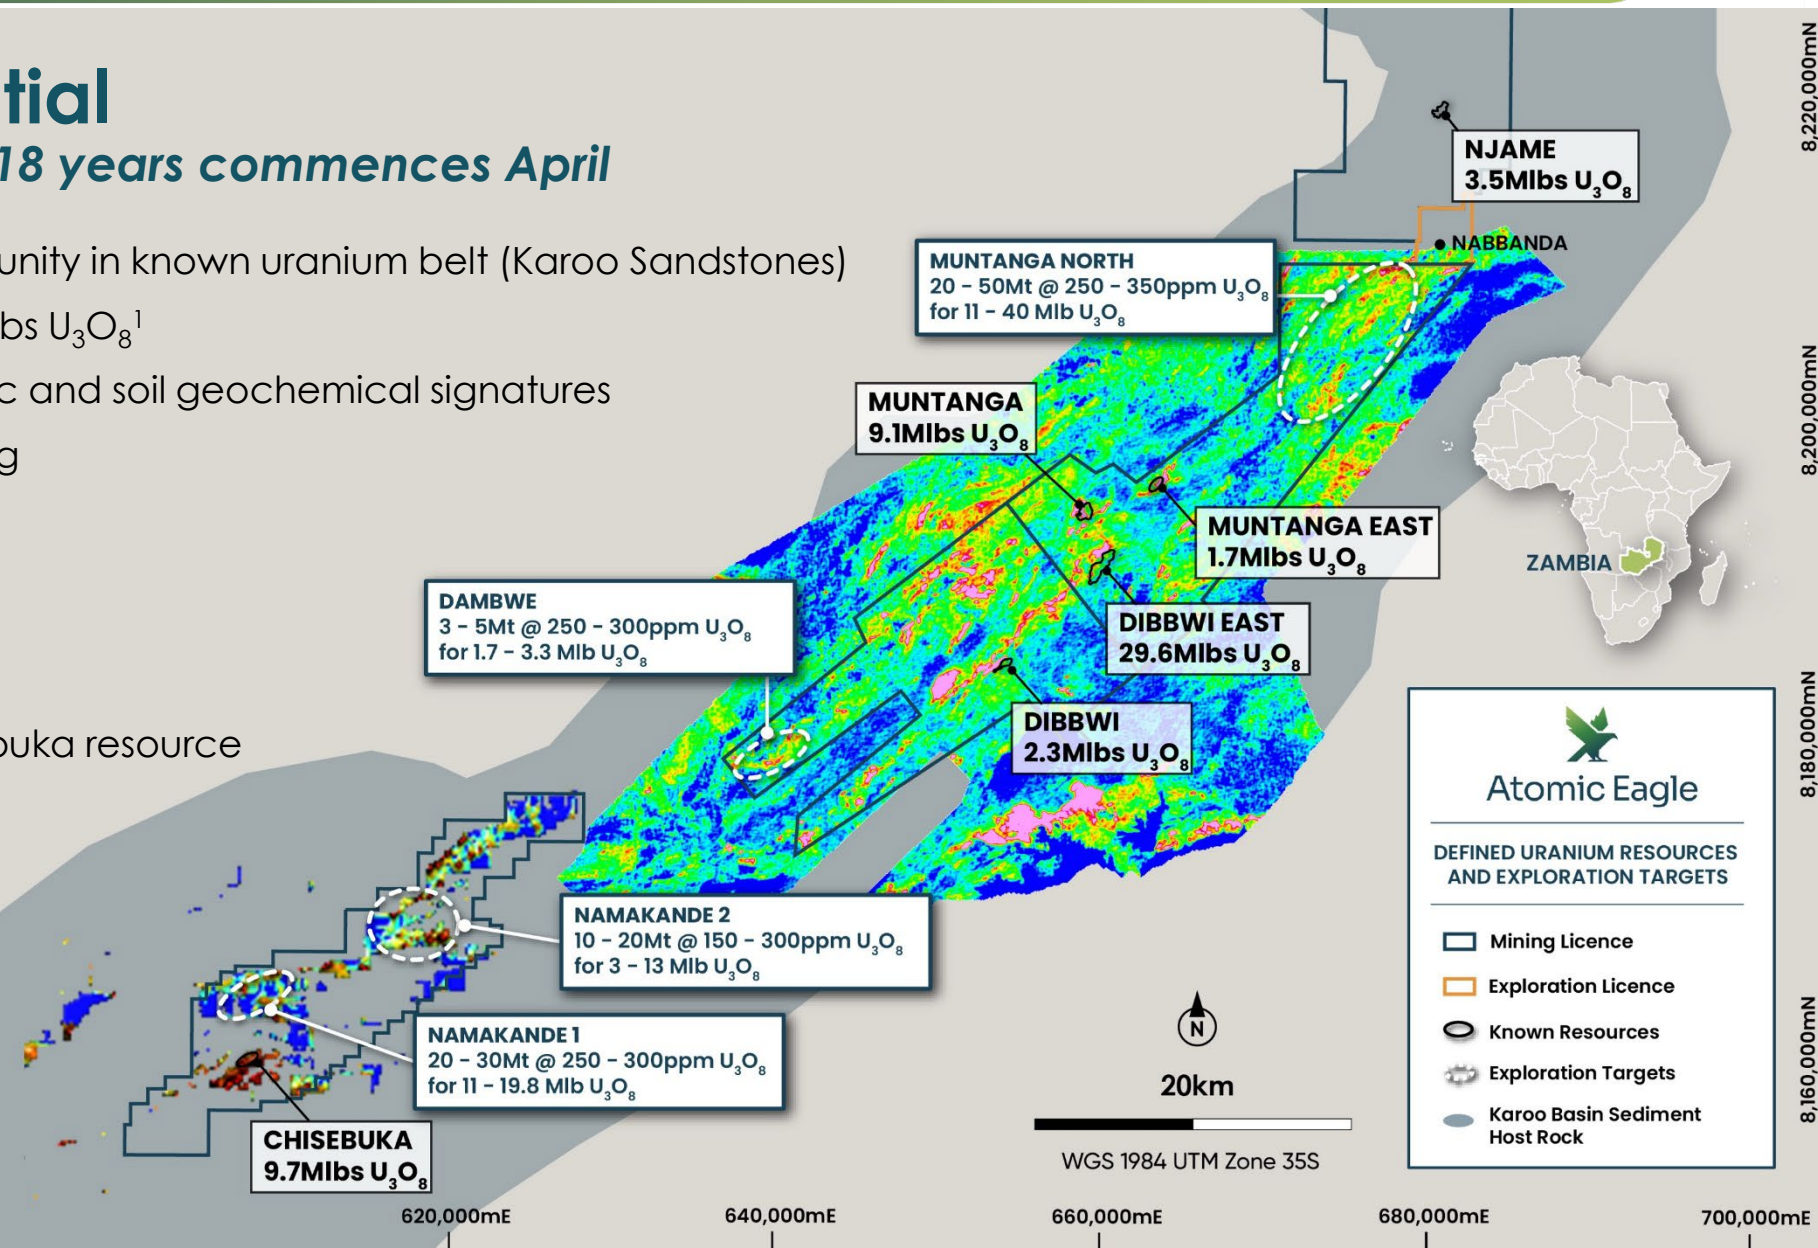 tial
18 years commences April
unity in known uranium belt (Karoo Sandstones)
bs U₃O₈¹
c and soil geochemical signatures
g
buka resource
NJAME
3.5Mlbs U₃O₈
NABBANDA
MUNTANGA NORTH
20 - 50Mt @ 250 - 350ppm U₃O₈
for 11 - 40 Mlb U₃O₈
MUNTANGA
9.1Mlbs U₃O₈
MUNTANGA EAST
1.7Mlbs U₃O₈
DIBBWI EAST
29.6Mlbs U₃O₈
DIBBWI
2.3Mlbs U₃O₈
DAMBWE
3 - 5Mt @ 250 - 300ppm U₃O₈
for 1.7 - 3.3 Mlb U₃O₈
NAMAKANDE 2
10 - 20Mt @ 150 - 300ppm U₃O₈
for 3 - 13 Mlb U₃O₈
NAMAKANDE 1
20 - 30Mt @ 250 - 300ppm U₃O₈
for 11 - 19.8 Mlb U₃O₈
CHISEBUKA
9.7Mlbs U₃O₈
ZAMBIA
Atomic Eagle
DEFINED URANIUM RESOURCES
AND EXPLORATION TARGETS
Mining Licence
Exploration Licence
Known Resources
Exploration Targets
Karoo Basin Sediment
Host Rock
N
20km
WGS 1984 UTM Zone 35S
620,000mE
640,000mE
660,000mE
680,000mE
700,000mE
8,220,000mN
8,200,000mN
8,180,000mN
8,160,000mN